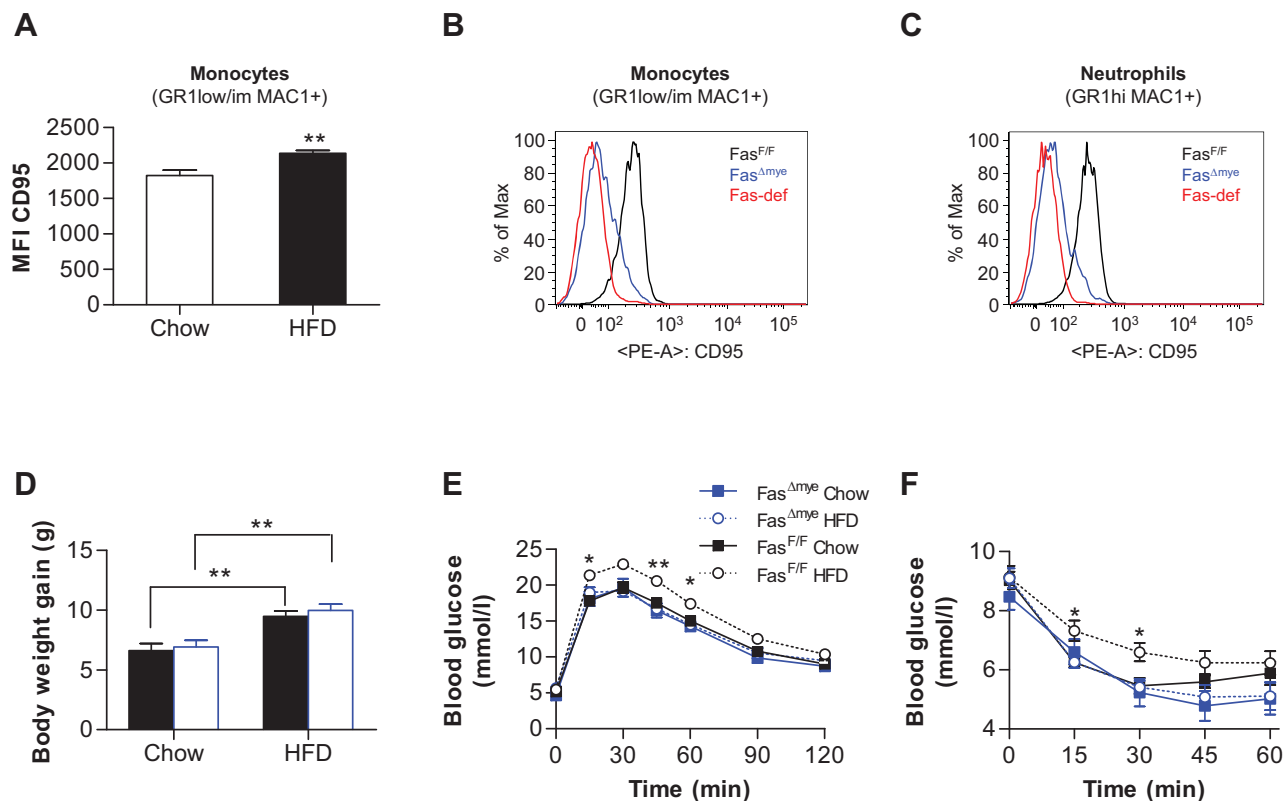 A
Monocytes
(GR1low/im MAC1+)
MFI CD95
2500
2000
1500
1000
500
0
**
Chow
HFD
B
Monocytes
(GR1low/im MAC1+)
% of Max
100
80
60
40
20
0
Fas^F/F
Fas^Δmye
Fas-def
0 10^2 10^3 10^4 10^5
<PE-A>: CD95
C
Neutrophils
(GR1hi MAC1+)
% of Max
100
80
60
40
20
0
Fas^F/F
Fas^Δmye
Fas-def
0 10^2 10^3 10^4 10^5
<PE-A>: CD95
D
Body weight gain (g)
15
10
5
0
**
**
Chow
HFD
E
Blood glucose
(mmol/l)
25
20
15
10
5
0
* ** *
Fas^Δmye Chow
Fas^Δmye HFD
Fas^F/F Chow
Fas^F/F HFD
0 30 60 90 120
Time (min)
F
Blood glucose
(mmol/l)
10
8
6
4
* *
0 15 30 45 60
Time (min)